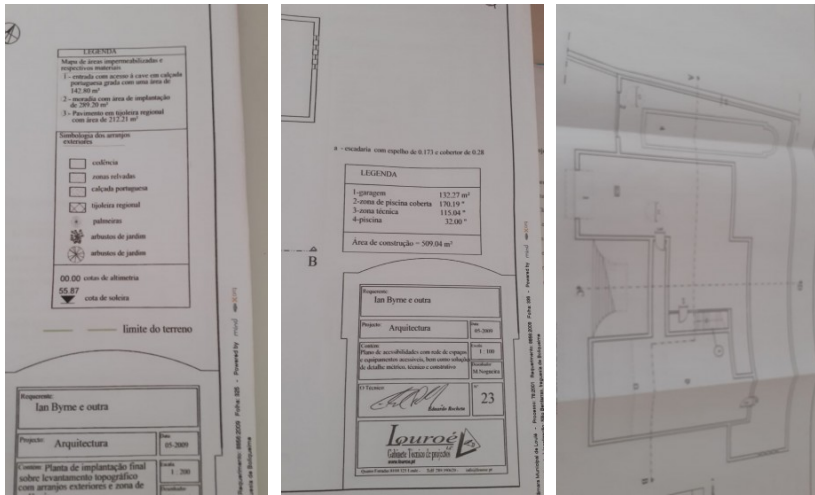 LEGENDA
Mapa de áreas impermeabilizadas e
respectivos materiais
1 - entrada com acesso à cave em calçada
portuguesa grada com uma área de
142.80 m²
2 - moradia com área de implantação
de 289.20 m²
3 - Pavimento em tijoleira regional
com área de 212.21 m²
Simbologia dos arranjos
exteriores
cedência
zonas relvadas
calçada portuguesa
tijoleira regional
palmeiras
arbustos de jardim
arbustos de jardim
00.00 cotas de altimetria
55.87
cota de soleira
limite do terreno
Requerente:
Ian Byrne e outra
Projecto: Arquitectura
Data:
05-2009
Contém: Planta de implantação final
sobre levantamento topográfico
com arranjos exteriores e zona de
Escala
1 : 200
a - escadaria com espelho de 0.173 e cobertor de 0.28
LEGENDA
1-garagem 132.27 m²
2-zona de piscina coberta 170.19 "
3-zona técnica 115.04 "
4-piscina 32.00 "
Área de construção = 509.04 m²
B
Requerente:
Ian Byrne e outra
Projecto: Arquitectura
Data:
05-2009
Contém:
Plano de acessibilidades com rede de espaços
e equipamentos acessíveis, bem como solução
de detalhe métrico, técnico e construtivo
Escala
1 : 100
M.Nogueira
O Técnico
Nº
23
Louroé
Gabinete Técnico de projectos